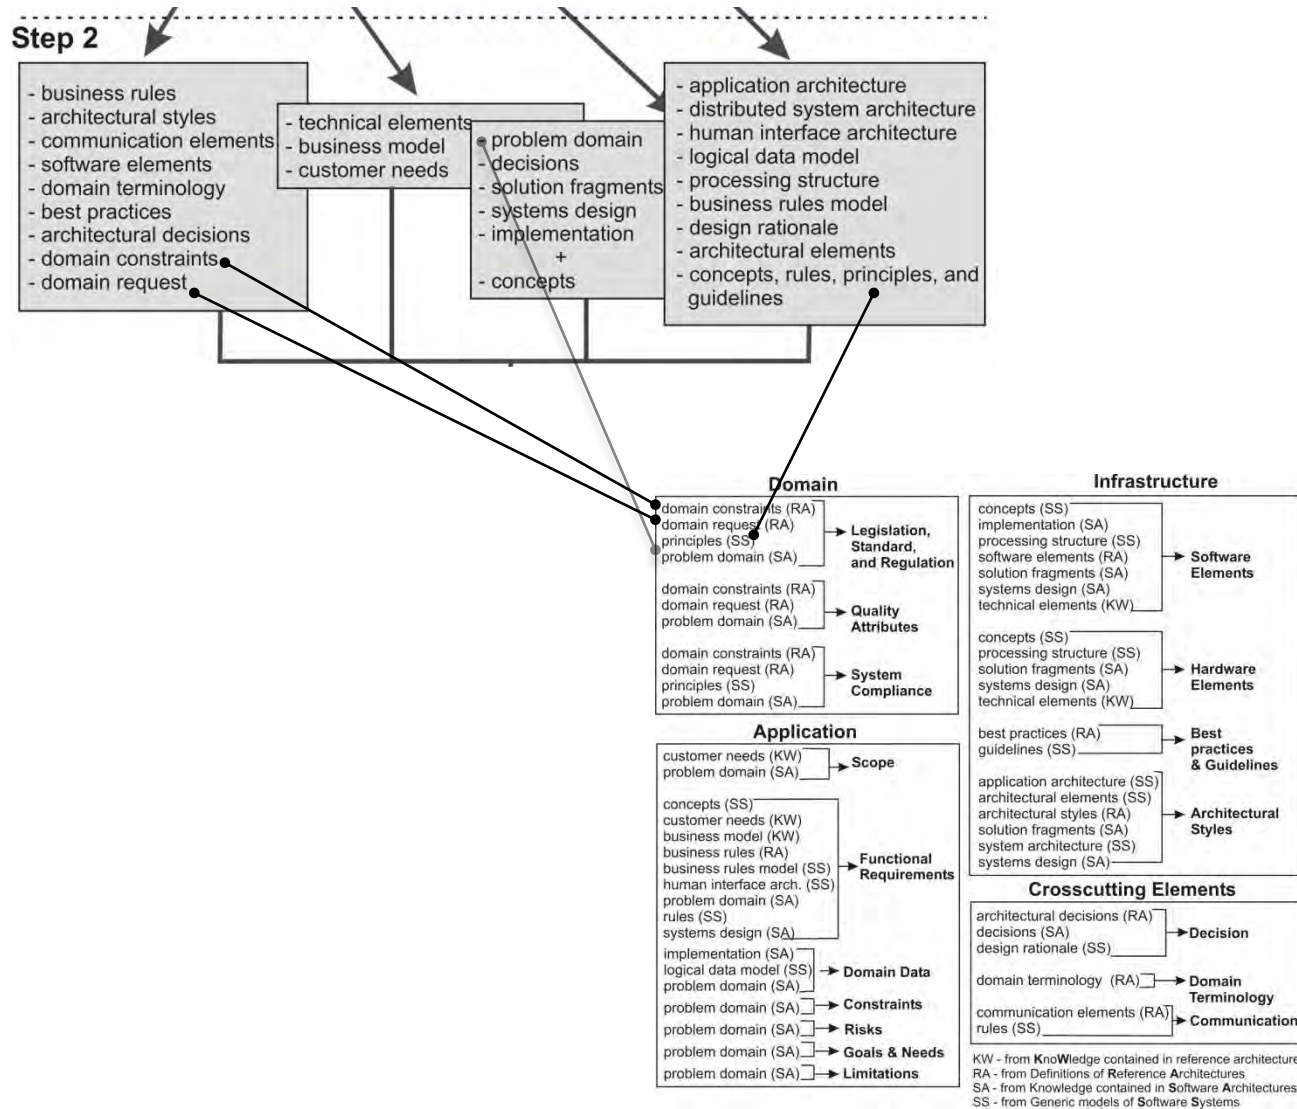 Step 2
- business rules
- architectural styles
- communication elements
- software elements
- domain terminology
- best practices
- architectural decisions
- domain constraints
- domain request
- technical elements
- business model
- customer needs
- problem domain
- decisions
- solution fragments
- systems design
- implementation
+
- concepts
- application architecture
- distributed system architecture
- human interface architecture
- logical data model
- processing structure
- business rules model
- design rationale
- architectural elements
- concepts, rules, principles, and
guidelines
Domain
domain constraints (RA)
domain request (RA)
principles (SS)
problem domain (SA)
Legislation,
Standard,
and Regulation
domain constraints (RA)
domain request (RA)
problem domain (SA)
Quality
Attributes
domain constraints (RA)
domain request (RA)
principles (SS)
problem domain (SA)
System
Compliance
Application
customer needs (KW)
problem domain (SA)
Scope
concepts (SS)
customer needs (KW)
business model (KW)
business rules (RA)
business rules model (SS)
human interface arch. (SS)
problem domain (SA)
rules (SS)
systems design (SA)
Functional
Requirements
implementation (SA)
logical data model (SS)
problem domain (SA)
Domain Data
problem domain (SA)
Constraints
problem domain (SA)
Risks
problem domain (SA)
Goals & Needs
problem domain (SA)
Limitations
Infrastructure
concepts (SS)
implementation (SA)
processing structure (SS)
software elements (RA)
solution fragments (SA)
systems design (SA)
technical elements (KW)
Software
Elements
concepts (SS)
processing structure (SS)
solution fragments (SA)
systems design (SA)
technical elements (KW)
Hardware
Elements
best practices (RA)
guidelines (SS)
Best
practices
& Guidelines
application architecture (SS)
architectural elements (SS)
architectural styles (RA)
solution fragments (SA)
system architecture (SS)
systems design (SA)
Architectural
Styles
Crosscutting Elements
architectural decisions (RA)
decisions (SA)
design rationale (SS)
Decision
domain terminology (RA)
Domain
Terminology
communication elements (RA)
rules (SS)
Communication
KW - from KnoWledge contained in reference architecture
RA - from Definitions of Reference Architectures
SA - from Knowledge contained in Software Architectures
SS - from Generic models of Software Systems